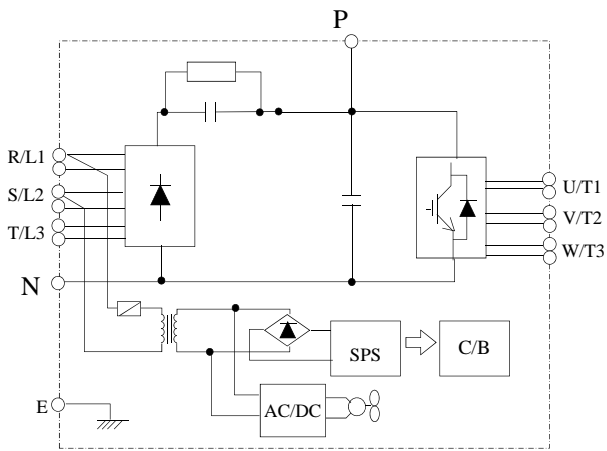 P
R/L1
S/L2
T/L3
U/T1
V/T2
W/T3
N
SPS
C/B
E
AC/DC